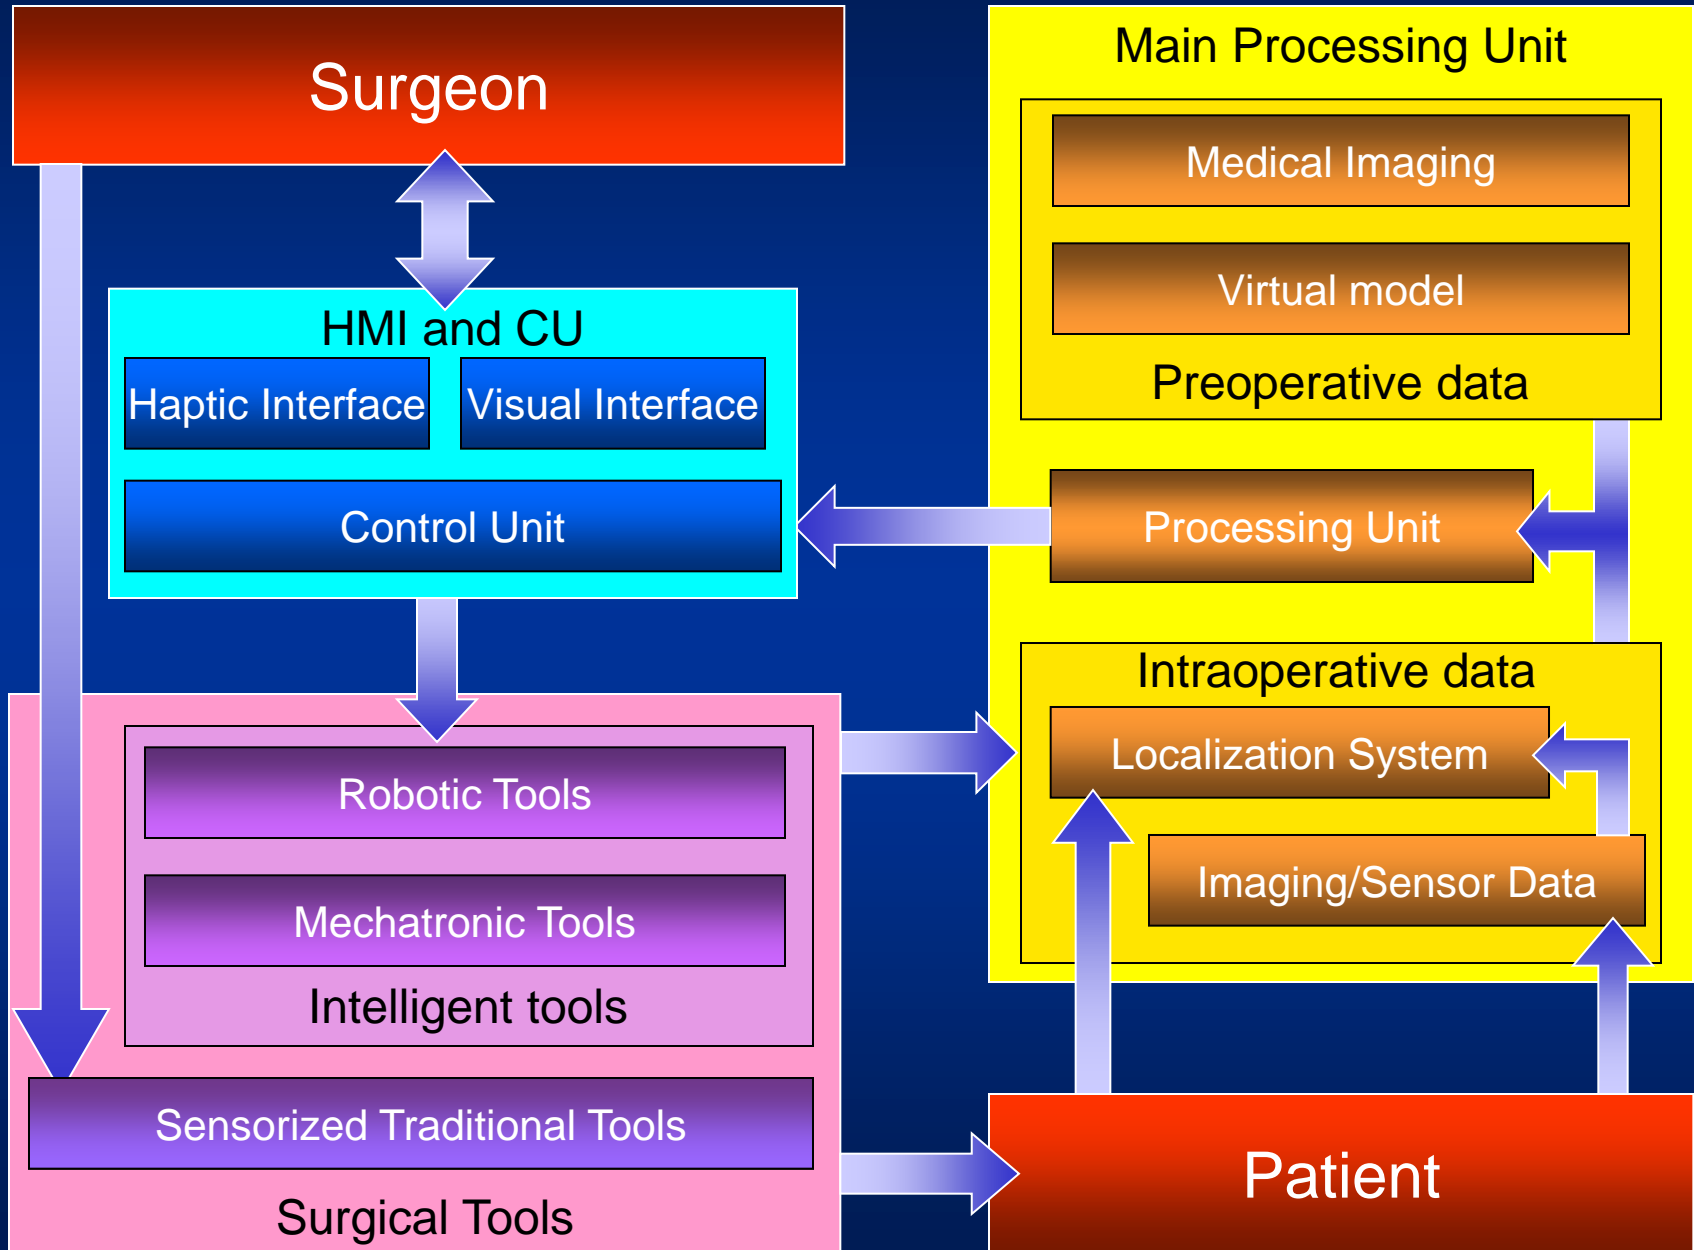 Surgeon
HMI and CU
Haptic Interface
Visual Interface
Control Unit
Robotic Tools
Mechatronic Tools
Intelligent tools
Sensorized Traditional Tools
Surgical Tools
Main Processing Unit
Medical Imaging
Virtual model
Preoperative data
Processing Unit
Intraoperative data
Localization System
Imaging/Sensor Data
Patient